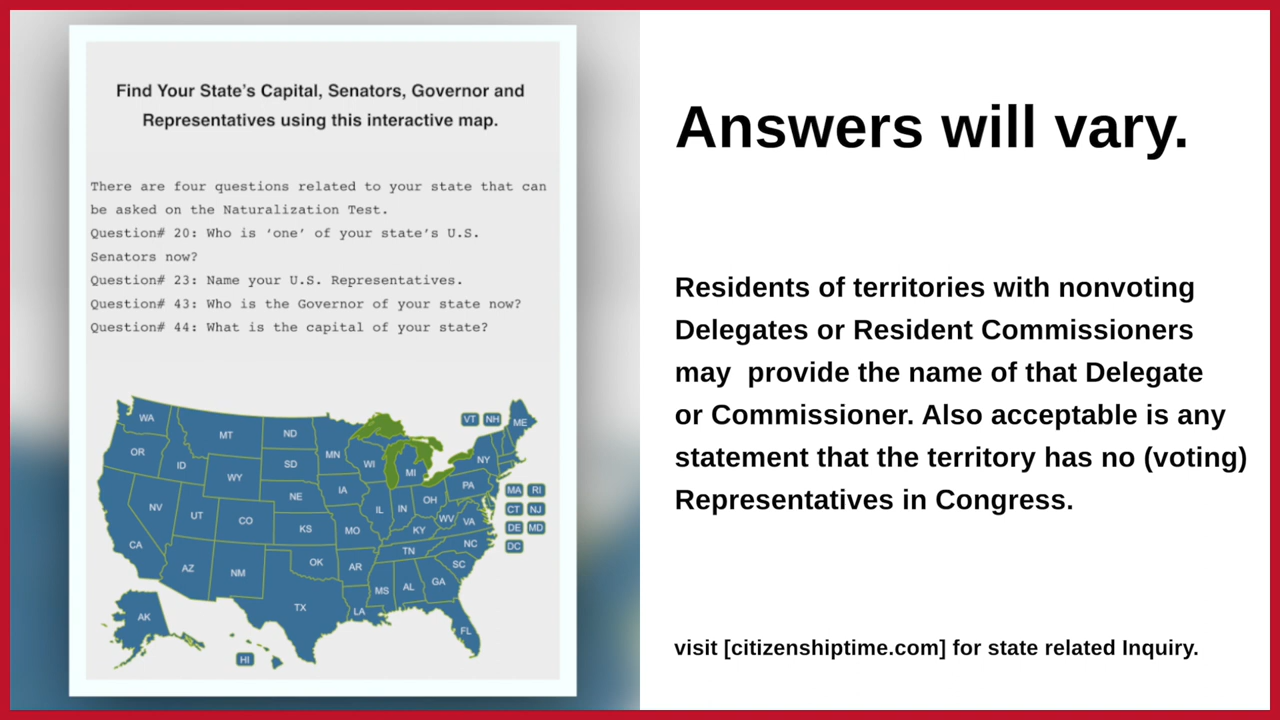 Find Your State's Capital, Senators, Governor and
Representatives using this interactive map.
There are four questions related to your state that can
be asked on the Naturalization Test.
Question# 20: Who is ‘one’ of your state’s U.S.
Senators now?
Question# 23: Name your U.S. Representatives.
Question# 43: Who is the Governor of your state now?
Question# 44: What is the capital of your state?
WA
MT
ND
MN
VT
NH
ME
OR
ID
WY
SD
WI
MI
NY
NV
UT
CO
NE
IA
IL
IN
OH
PA
MA
RI
CT
NJ
DE
MD
DC
CA
KS
MO
KY
WV
VA
AZ
NM
OK
AR
TN
NC
SC
MS
AL
GA
AK
TX
LA
FL
HI
Answers will vary.
Residents of territories with nonvoting
Delegates or Resident Commissioners
may  provide the name of that Delegate
or Commissioner. Also acceptable is any
statement that the territory has no (voting)
Representatives in Congress.
visit [citizenshiptime.com] for state related Inquiry.